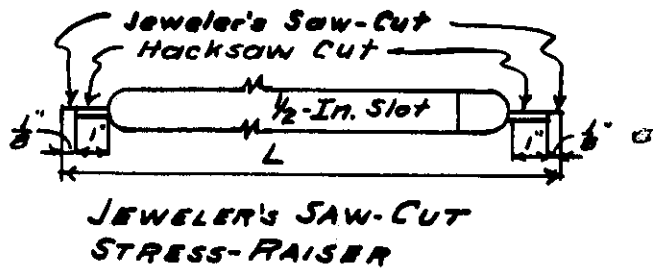 Jeweler's Saw-Cut
Hacksaw Cut
1/2-In. Slot
1/8" 1" 1" 1/8"
L
JEWELER'S SAW-CUT
STRESS-RAISER